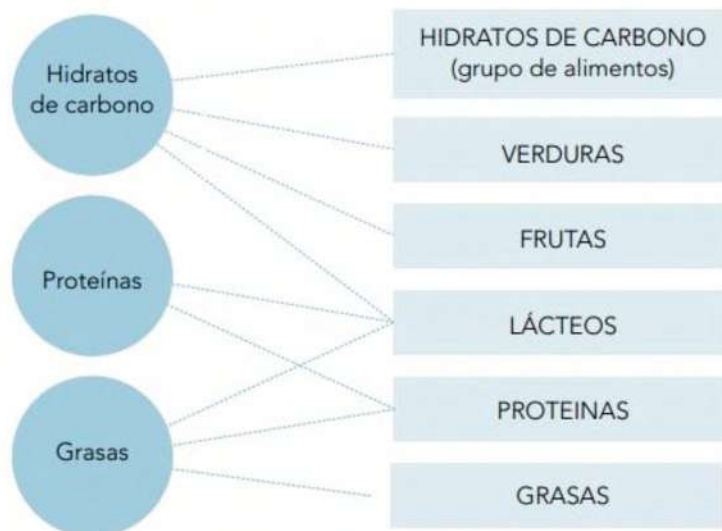 Hidratos
de carbono
Proteínas
Grasas
HIDRATOS DE CARBONO
(grupo de alimentos)
VERDURAS
FRUTAS
LÁCTEOS
PROTEINAS
GRASAS